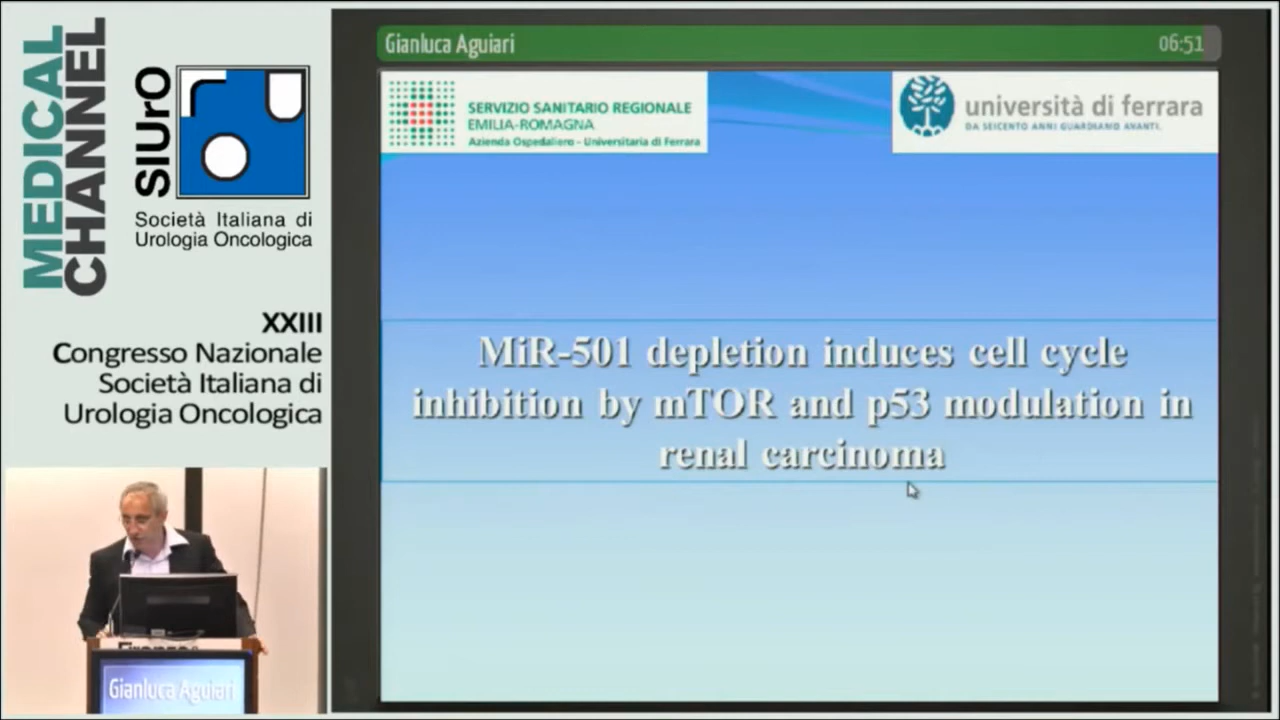 MEDICAL
CHANNEL
SIUrO
Società Italiana di
Urologia Oncologica
XXIII
Congresso Nazionale
Società Italiana di
Urologia Oncologica
Gianluca Aguiari
Gianluca Aguiari
06:51
SERVIZIO SANITARIO REGIONALE
EMILIA-ROMAGNA
Azienda Ospedaliero - Universitaria di Ferrara
università di ferrara
DA SEICENTO ANNI GUARDIAMO AVANTI.
MiR-501 depletion induces cell cycle
inhibition by mTOR and p53 modulation in
renal carcinoma